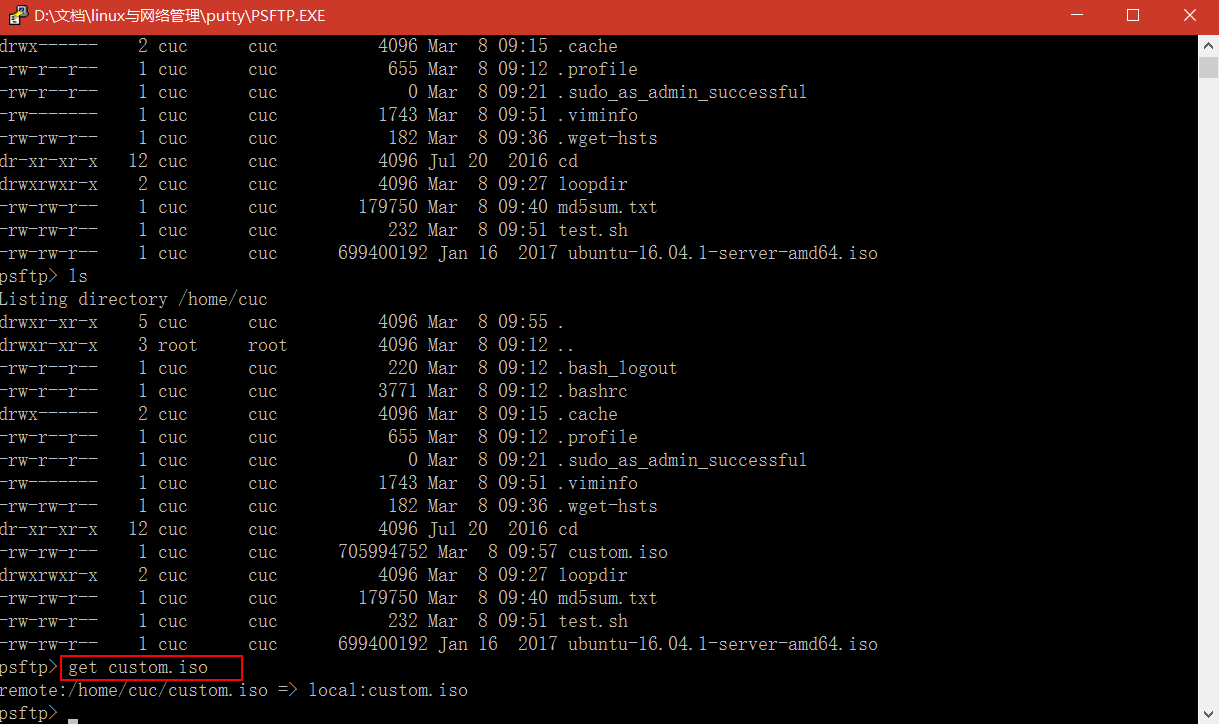 D:\文档\linux与网络管理\putty\PSFTP.EXE
drwx------    2 cuc      cuc          4096 Mar  8 09:15 .cache
-rw-r--r--    1 cuc      cuc           655 Mar  8 09:12 .profile
-rw-r--r--    1 cuc      cuc             0 Mar  8 09:21 .sudo_as_admin_successful
-rw-------    1 cuc      cuc          1743 Mar  8 09:51 .viminfo
-rw-rw-r--    1 cuc      cuc           182 Mar  8 09:36 .wget-hsts
dr-xr-xr-x   12 cuc      cuc          4096 Jul 20  2016 cd
drwxrwxr-x    2 cuc      cuc          4096 Mar  8 09:27 loopdir
-rw-rw-r--    1 cuc      cuc        179750 Mar  8 09:40 md5sum.txt
-rw-rw-r--    1 cuc      cuc           232 Mar  8 09:51 test.sh
-rw-rw-r--    1 cuc      cuc      699400192 Jan 16  2017 ubuntu-16.04.1-server-amd64.iso
psftp> ls
Listing directory /home/cuc
drwxr-xr-x    5 cuc      cuc          4096 Mar  8 09:55 .
drwxr-xr-x    3 root     root         4096 Mar  8 09:12 ..
-rw-r--r--    1 cuc      cuc           220 Mar  8 09:12 .bash_logout
-rw-r--r--    1 cuc      cuc          3771 Mar  8 09:12 .bashrc
drwx------    2 cuc      cuc          4096 Mar  8 09:15 .cache
-rw-r--r--    1 cuc      cuc           655 Mar  8 09:12 .profile
-rw-r--r--    1 cuc      cuc             0 Mar  8 09:21 .sudo_as_admin_successful
-rw-------    1 cuc      cuc          1743 Mar  8 09:51 .viminfo
-rw-rw-r--    1 cuc      cuc           182 Mar  8 09:36 .wget-hsts
dr-xr-xr-x   12 cuc      cuc          4096 Jul 20  2016 cd
-rw-rw-r--    1 cuc      cuc      705994752 Mar  8 09:57 custom.iso
drwxrwxr-x    2 cuc      cuc          4096 Mar  8 09:27 loopdir
-rw-rw-r--    1 cuc      cuc        179750 Mar  8 09:40 md5sum.txt
-rw-rw-r--    1 cuc      cuc           232 Mar  8 09:51 test.sh
-rw-rw-r--    1 cuc      cuc      699400192 Jan 16  2017 ubuntu-16.04.1-server-amd64.iso
psftp> get custom.iso
remote:/home/cuc/custom.iso => local:custom.iso
psftp>